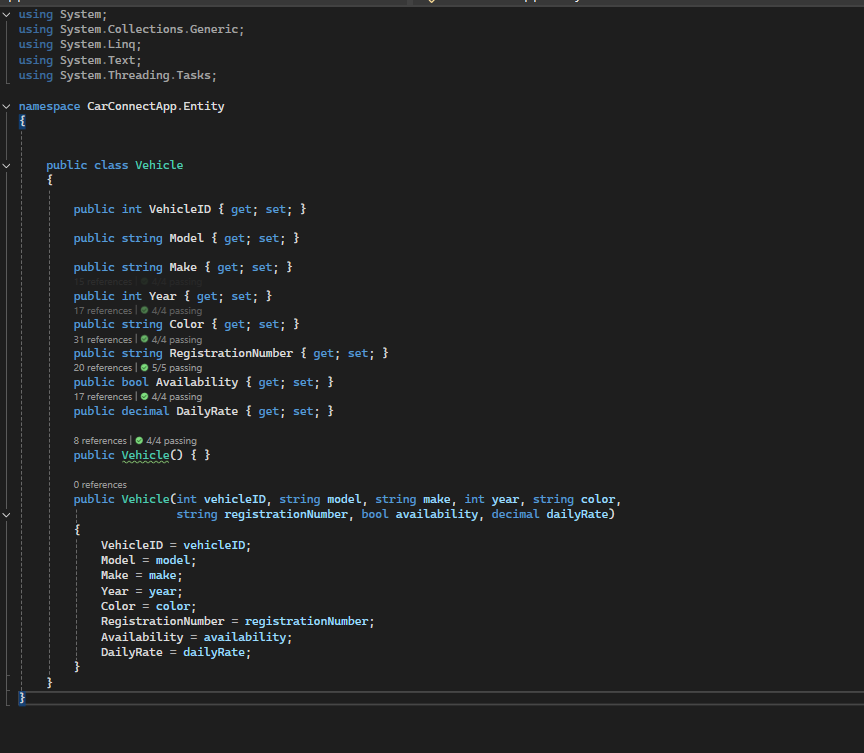 using System;
using System.Collections.Generic;
using System.Linq;
using System.Text;
using System.Threading.Tasks;
namespace CarConnectApp.Entity
{
public class Vehicle
{
public int VehicleID { get; set; }
public string Model { get; set; }
public string Make { get; set; }
15 references | 4/4 passing
public int Year { get; set; }
17 references | 4/4 passing
public string Color { get; set; }
31 references | 4/4 passing
public string RegistrationNumber { get; set; }
20 references | 5/5 passing
public bool Availability { get; set; }
17 references | 4/4 passing
public decimal DailyRate { get; set; }
8 references | 4/4 passing
public Vehicle() { }
0 references
public Vehicle(int vehicleID, string model, string make, int year, string color,
string registrationNumber, bool availability, decimal dailyRate)
{
VehicleID = vehicleID;
Model = model;
Make = make;
Year = year;
Color = color;
RegistrationNumber = registrationNumber;
Availability = availability;
DailyRate = dailyRate;
}
}
}